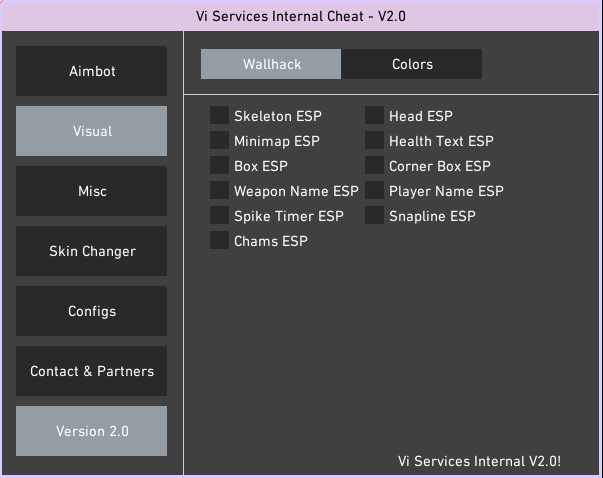 Vi Services Internal Cheat - V2.0
Aimbot
Visual
Misc
Skin Changer
Configs
Contact & Partners
Version 2.0
Wallhack
Colors
Skeleton ESP
Head ESP
Minimap ESP
Health Text ESP
Box ESP
Corner Box ESP
Weapon Name ESP
Player Name ESP
Spike Timer ESP
Snapline ESP
Chams ESP
Vi Services Internal V2.0!